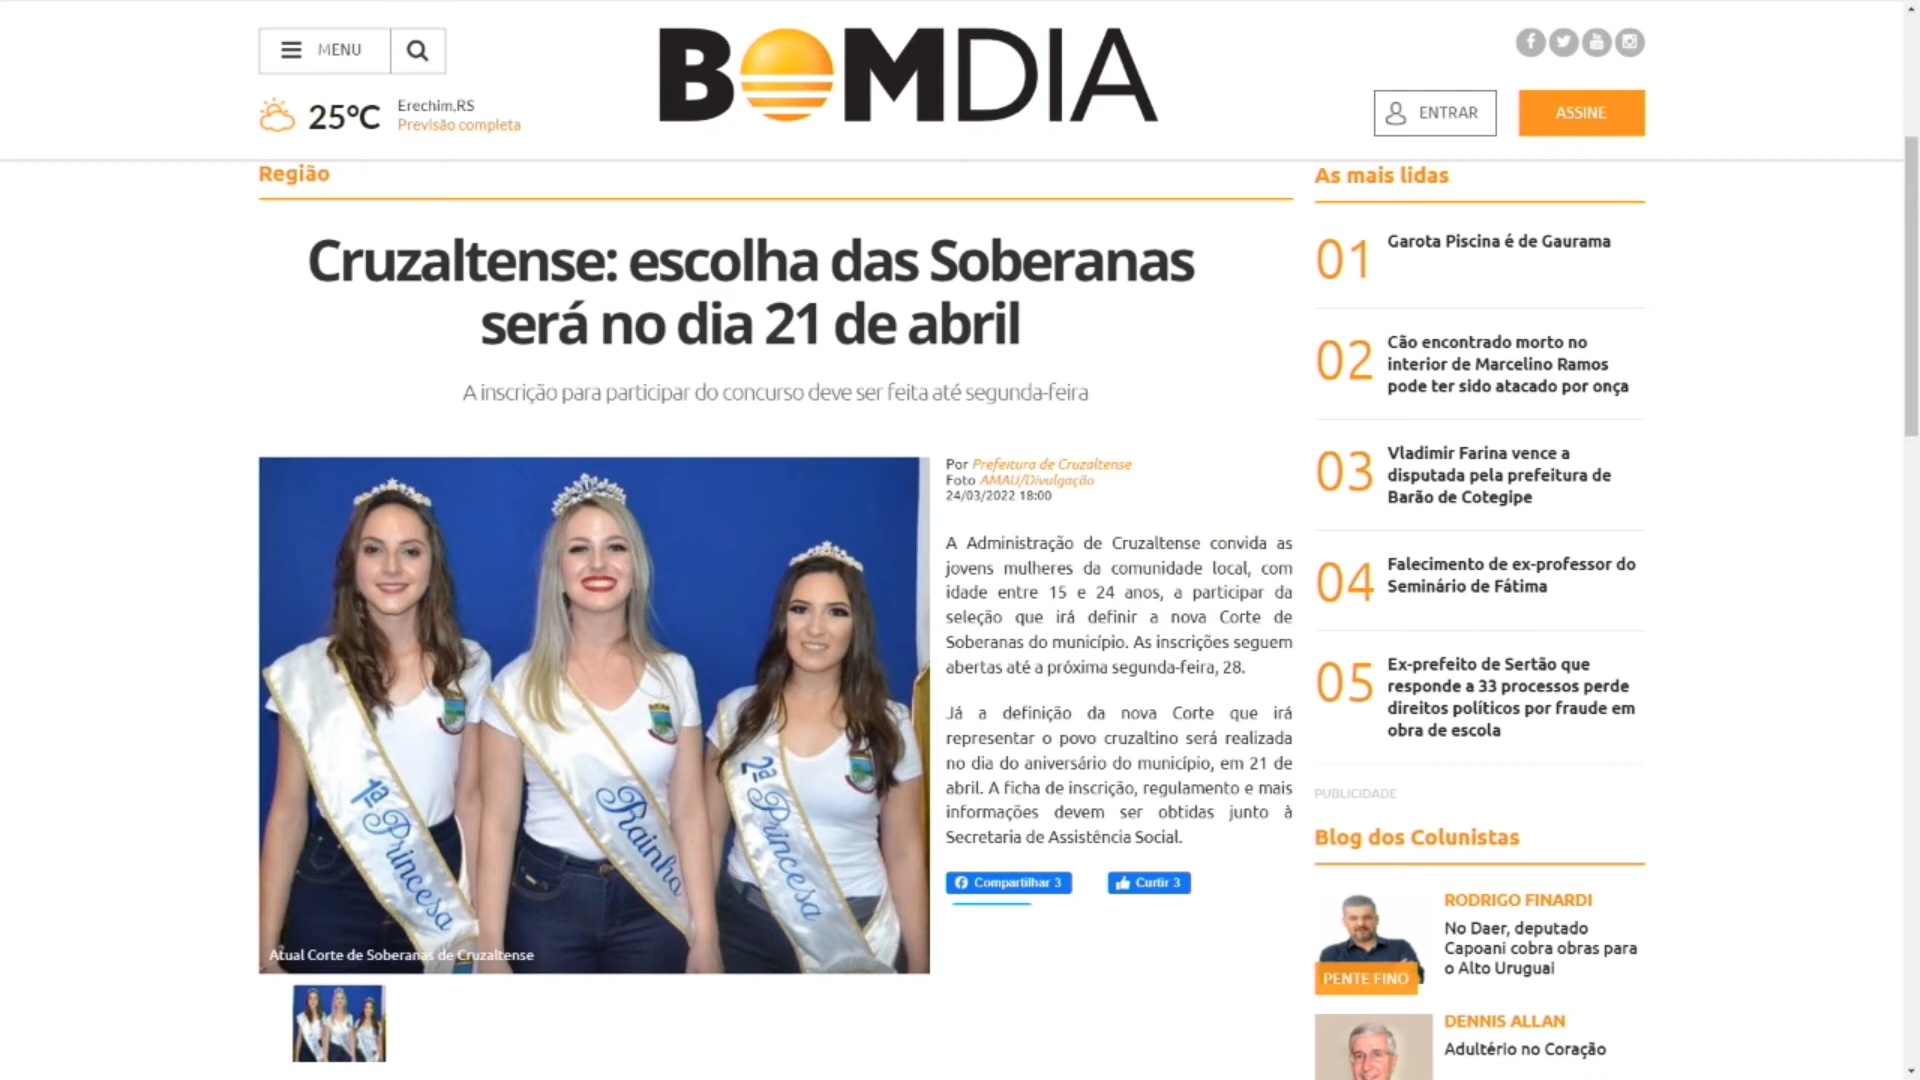 MENU
BOMDIA
25°C
Erechim,RS
Previsão completa
ENTRAR
ASSINE
Região
Cruzaltense: escolha das Soberanas
será no dia 21 de abril
A inscrição para participar do concurso deve ser feita até segunda-feira
1ª Princesa
Rainha
2ª Princesa
Atual Corte de Soberanas de Cruzaltense
Por Prefeitura de Cruzaltense
Foto AMAU/Divulgação
24/03/2022 18:00
A Administração de Cruzaltense convida as
jovens mulheres da comunidade local, com
idade entre 15 e 24 anos, a participar da
seleção que irá definir a nova Corte de
Soberanas do município. As inscrições seguem
abertas até a próxima segunda-feira, 28.
Já a definição da nova Corte que irá
representar o povo cruzaltino será realizada
no dia do aniversário do município, em 21 de
abril. A ficha de inscrição, regulamento e mais
informações devem ser obtidas junto à
Secretaria de Assistência Social.
Compartilhar 3
Curtir 3
As mais lidas
01
Garota Piscina é de Gaurama
02
Cão encontrado morto no
interior de Marcelino Ramos
pode ter sido atacado por onça
03
Vladimir Farina vence a
disputada pela prefeitura de
Barão de Cotegipe
04
Falecimento de ex-professor do
Seminário de Fátima
05
Ex-prefeito de Sertão que
responde a 33 processos perde
direitos políticos por fraude em
obra de escola
PUBLICIDADE
Blog dos Colunistas
PENTE FINO
RODRIGO FINARDI
No Daer, deputado
Capoani cobra obras para
o Alto Uruguai
DENNIS ALLAN
Adultério no Coração